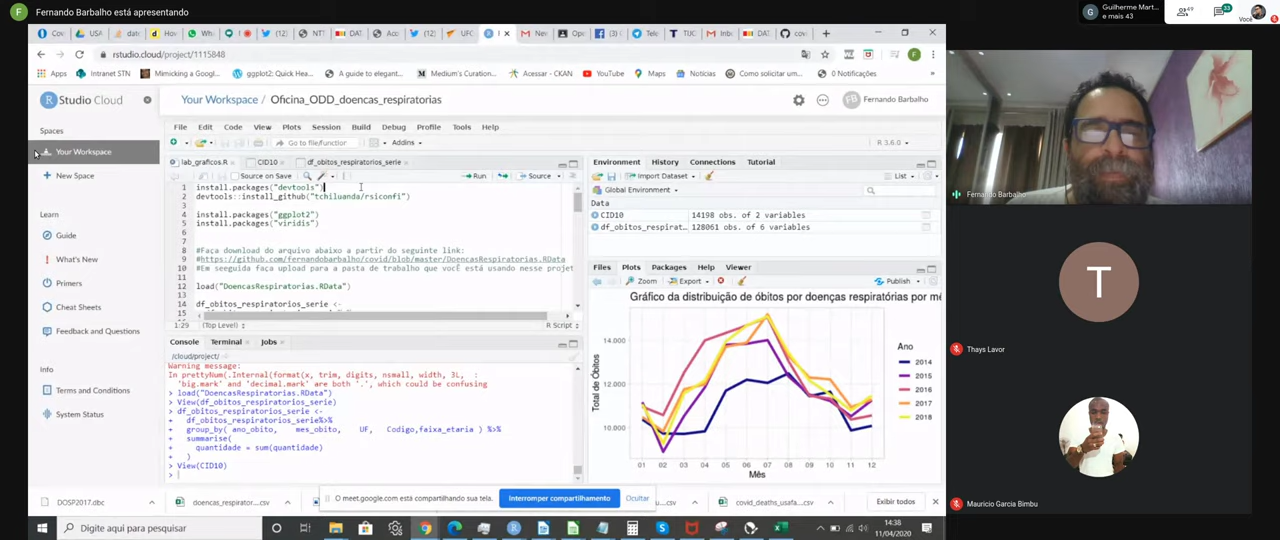 F Fernando Barbalho está apresentando
G Guilherme Mart...
e mais 43
49
33
Você
rstudio.cloud/project/1115848
Apps Intranet STN Mimicking a Googl... ggplot2: Quick Hea... A guide to elegant... Medium's Curation... Acessar - CKAN YouTube Maps Notícias Como solicitar um... 0 Notificações
R Studio Cloud
Your Workspace / Oficina_ODD_doencas_respiratorias
FB Fernando Barbalho
Spaces
Your Workspace
New Space
Learn
Guide
What's New
Primers
Cheat Sheets
Feedback and Questions
Info
Terms and Conditions
System Status
File Edit Code View Plots Session Build Debug Profile Tools Help
Go to file/function Addins
R 3.6.0
lab_graficos.R CID10 df_obitos_respiratorios_serie
Source on Save Run Source
1 install.packages("devtools")
2 devtools::install_github("tchiluanda/rsiconfi")
3
4 install.packages("ggplot2")
5 install.packages("viridis")
6
7
8 #Faça download do arquivo abaixo a partir do seguinte link:
9 #https://github.com/fernandobarbalho/covid/blob/master/DoencasRespiratorias.RData
10 #Em seeguida faça upload para a pasta de trabalho que você está usando nesse projet
11
12 load("DoencasRespiratorias.RData")
13
14 df_obitos_respiratorios_serie <-
1:29 (Top Level) R Script
Console Terminal Jobs
/cloud/project/
Warning message:
In prettyNum(.Internal(format(x, trim, digits, nsmall, width, 3L, :
'big.mark' and 'decimal.mark' are both '.', which could be confusing
> load("DoencasRespiratorias.RData")
> View(df_obitos_respiratorios_serie)
> df_obitos_respiratorios_serie <-
+ df_obitos_respiratorios_serie%>%
+ group_by( ano_obito, mes_obito, UF, Codigo,faixa_etaria ) %>%
+ summarise(
+ quantidade = sum(quantidade)
+ )
> View(CID10)
>
Environment History Connections Tutorial
Import Dataset
Global Environment
Data
CID10 14198 obs. of 2 variables
df_obitos_respirat... 128061 obs. of 6 variables
Files Plots Packages Help Viewer
Zoom Export Publish
Gráfico da distribuição de óbitos por doenças respiratórias por mê
Total de Óbitos
14.000
12.000
10.000
01 02 03 04 05 06 07 08 09 10 11 12
Mês
Ano
2014
2015
2016
2017
2018
Fernando Barbalho
T
Thays Lavor
Mauricio Garcia Bimbu
DOSP2017.dbc
doencas_respirator....csv
O meet.google.com está compartilhando sua tela.
Interromper compartilhamento
Ocultar
covid_deaths_usafa....csv
Exibir todos
Digite aqui para pesquisar
14:38
11/04/2020